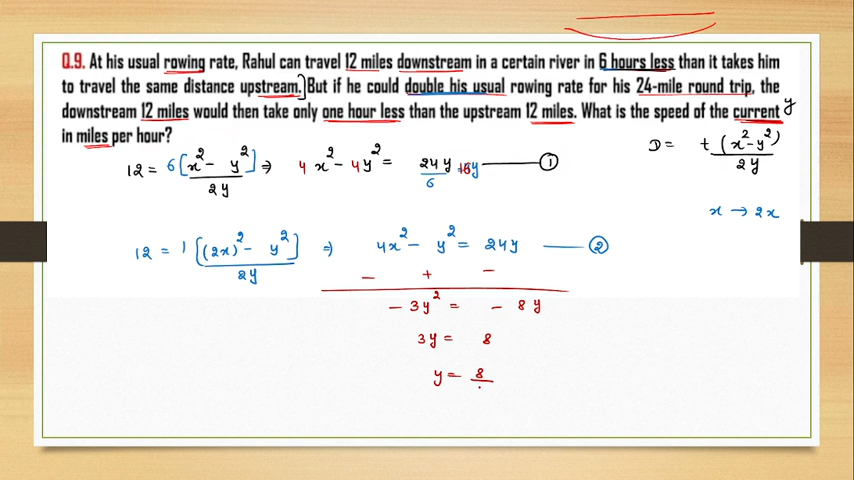 Q.9. At his usual rowing rate, Rahul can travel 12 miles downstream in a certain river in 6 hours less than it takes him
to travel the same distance upstream.] But if he could double his usual rowing rate for his 24-mile round trip, the
downstream 12 miles would then take only one hour less than the upstream 12 miles. What is the speed of the current y
in miles per hour?
D = t(x² - y²) / 2y
12 = 6[x² - y²] / 2y ⇒ 4x² - 4y² = 24y / 6 ①
x → 2x
12 = 1[(2x)² - y²] / 2y ⇒ 4x² - y² = 24y ②
- + -
- 3y² = - 8y
3y = 8
y = 8